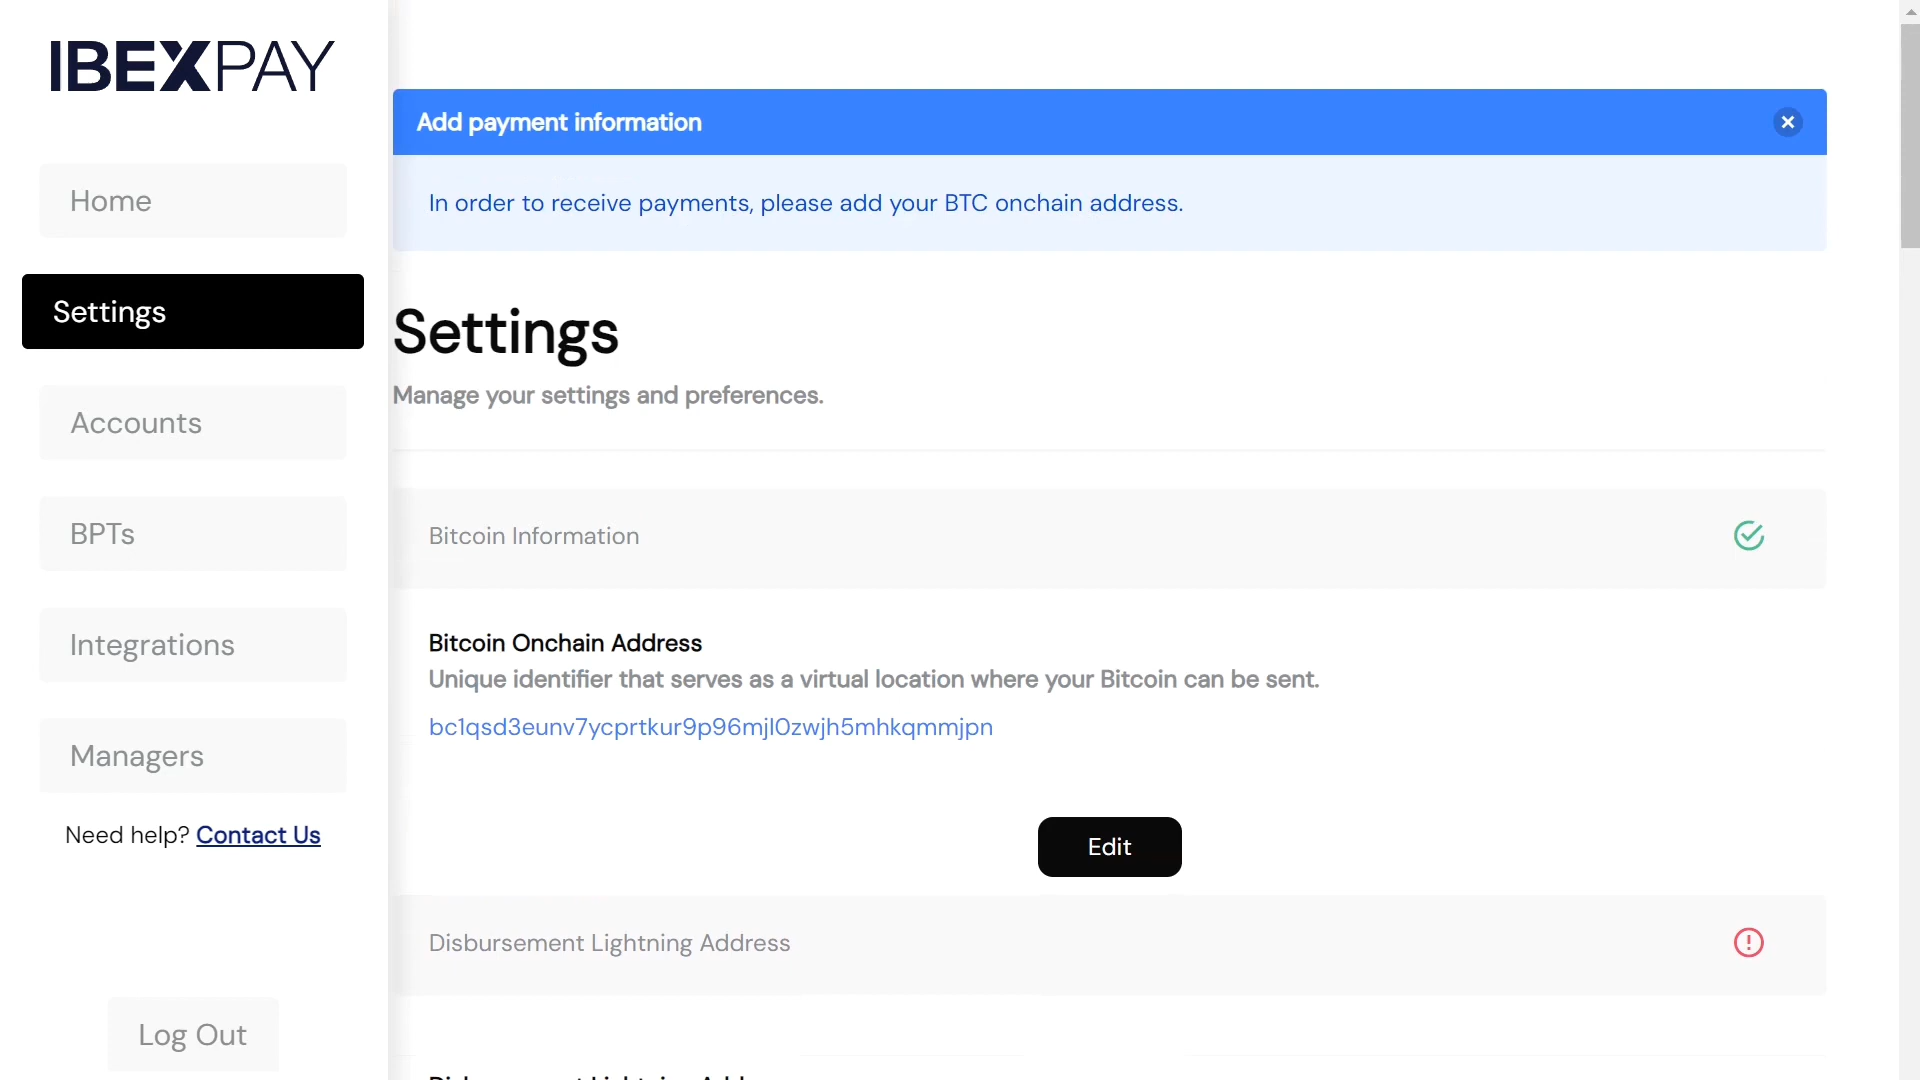 IBEXPAY
Home
Settings
Accounts
BPTs
Integrations
Managers
Need help? Contact Us
Log Out
Add payment information
In order to receive payments, please add your BTC onchain address.
Settings
Manage your settings and preferences.
Bitcoin Information
Bitcoin Onchain Address
Unique identifier that serves as a virtual location where your Bitcoin can be sent.
bc1qsd3eunv7ycprtkur9p96mjl0zwjh5mhkqmmjpn
Edit
Disbursement Lightning Address